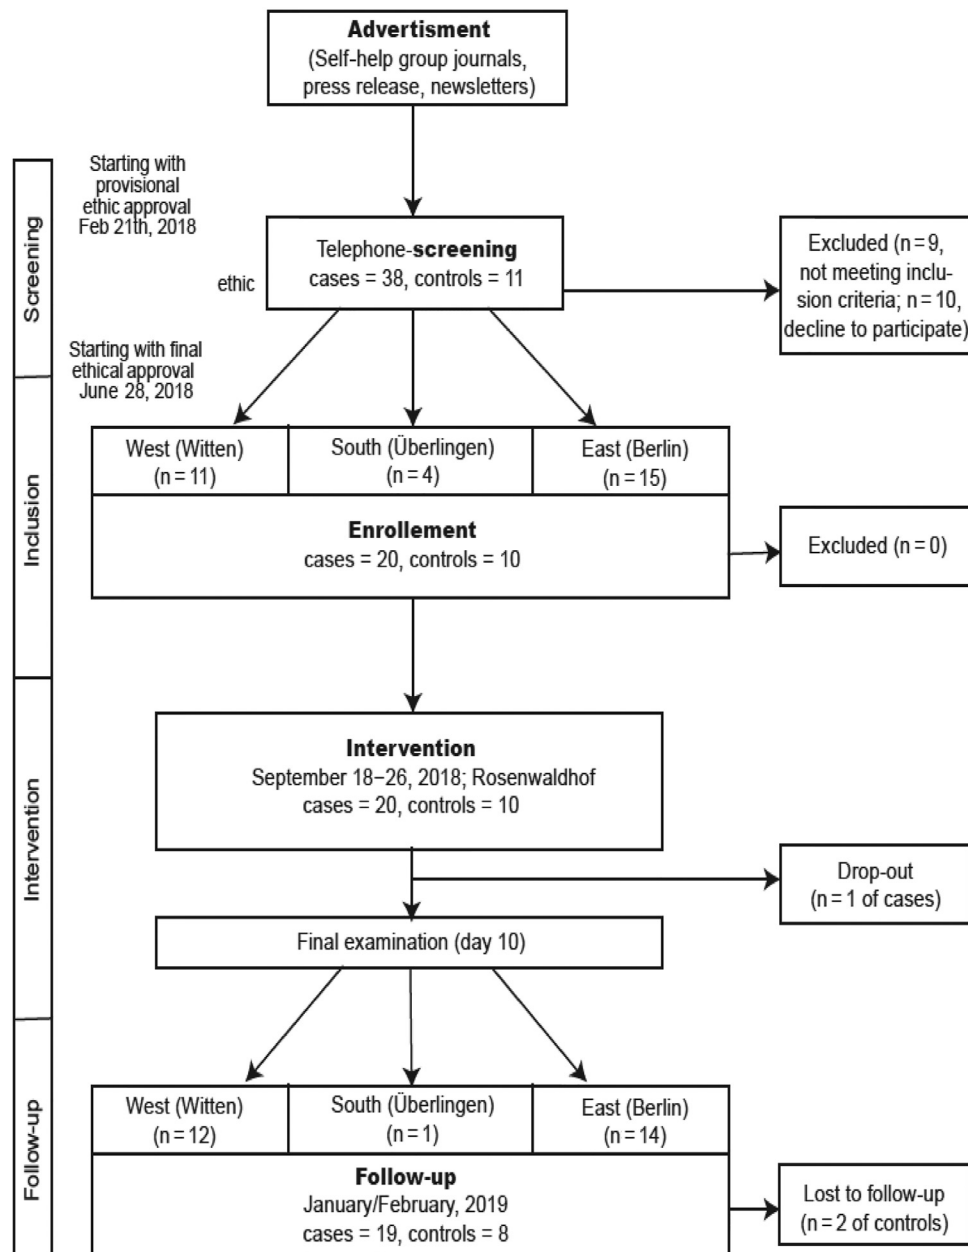 Advertisment
(Self-help group journals,
press release, newsletters)
Starting with
provisional
ethic approval
Feb 21th, 2018
Screening
Telephone-screening
cases = 38, controls = 11
ethic
Excluded (n = 9,
not meeting inclu-
sion criteria; n = 10,
decline to participate)
Starting with final
ethical approval
June 28, 2018
Inclusion
West (Witten)
(n = 11)
South (Überlingen)
(n = 4)
East (Berlin)
(n = 15)
Enrollement
cases = 20, controls = 10
Excluded (n = 0)
Intervention
Intervention
September 18–26, 2018; Rosenwaldhof
cases = 20, controls = 10
Drop-out
(n = 1 of cases)
Final examination (day 10)
Follow-up
West (Witten)
(n = 12)
South (Überlingen)
(n = 1)
East (Berlin)
(n = 14)
Follow-up
January/February, 2019
cases = 19, controls = 8
Lost to follow-up
(n = 2 of controls)